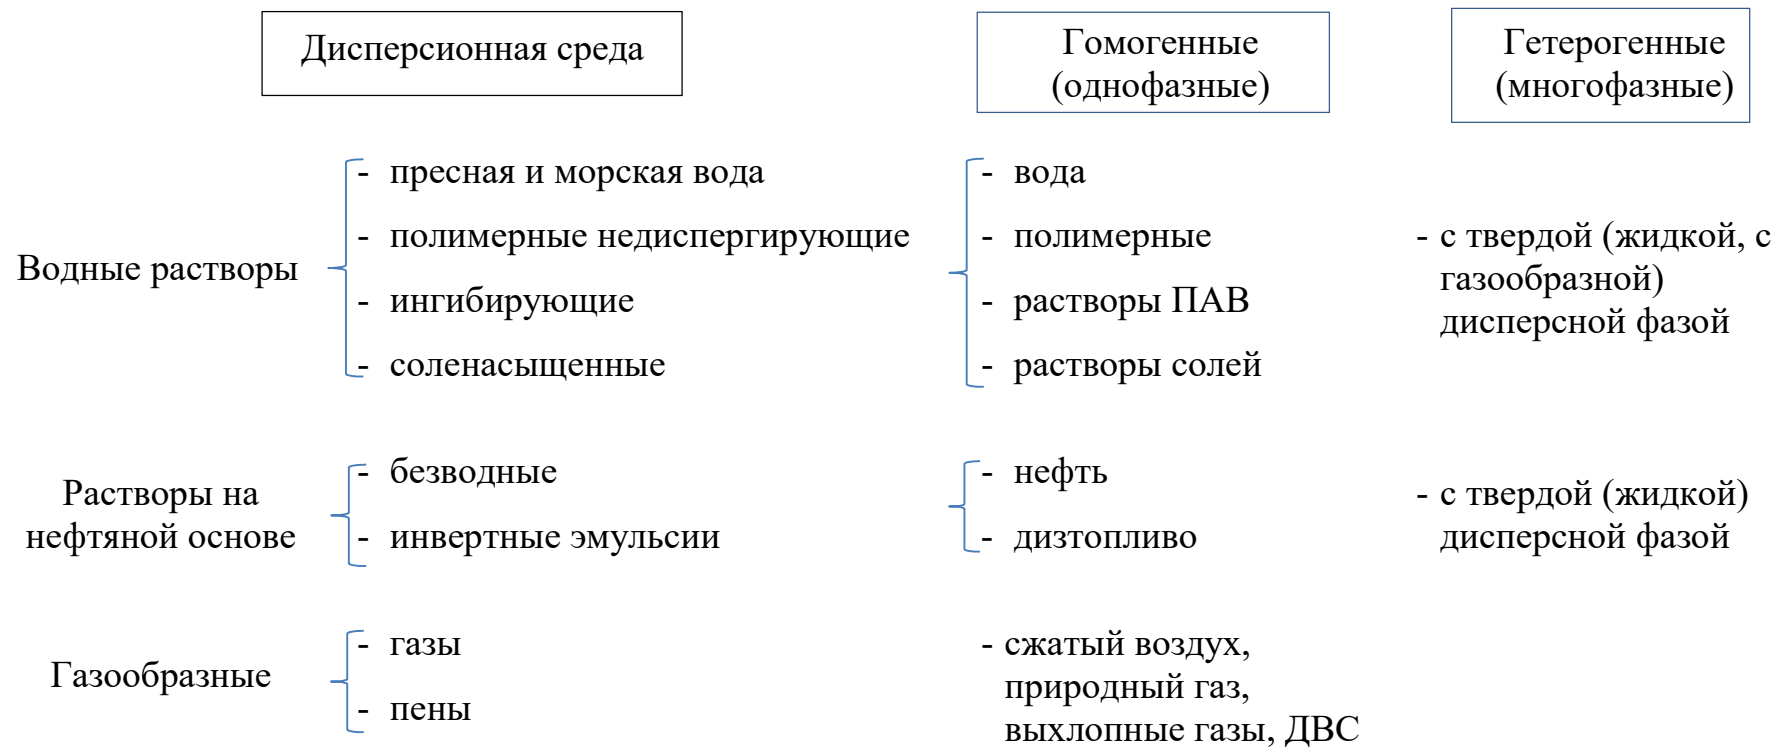 Дисперсионная среда
Гомогенные
(однофазные)
Гетерогенные
(многофазные)
Водные растворы
- пресная и морская вода
- полимерные недиспергирующие
- ингибирующие
- соленасыщенные
- вода
- полимерные
- растворы ПАВ
- растворы солей
- с твердой (жидкой, с
газообразной)
дисперсной фазой
Растворы на
нефтяной основе
- безводные
- инвертные эмульсии
- нефть
- дизтопливо
- с твердой (жидкой)
дисперсной фазой
Газообразные
- газы
- пены
- сжатый воздух,
природный газ,
выхлопные газы, ДВС